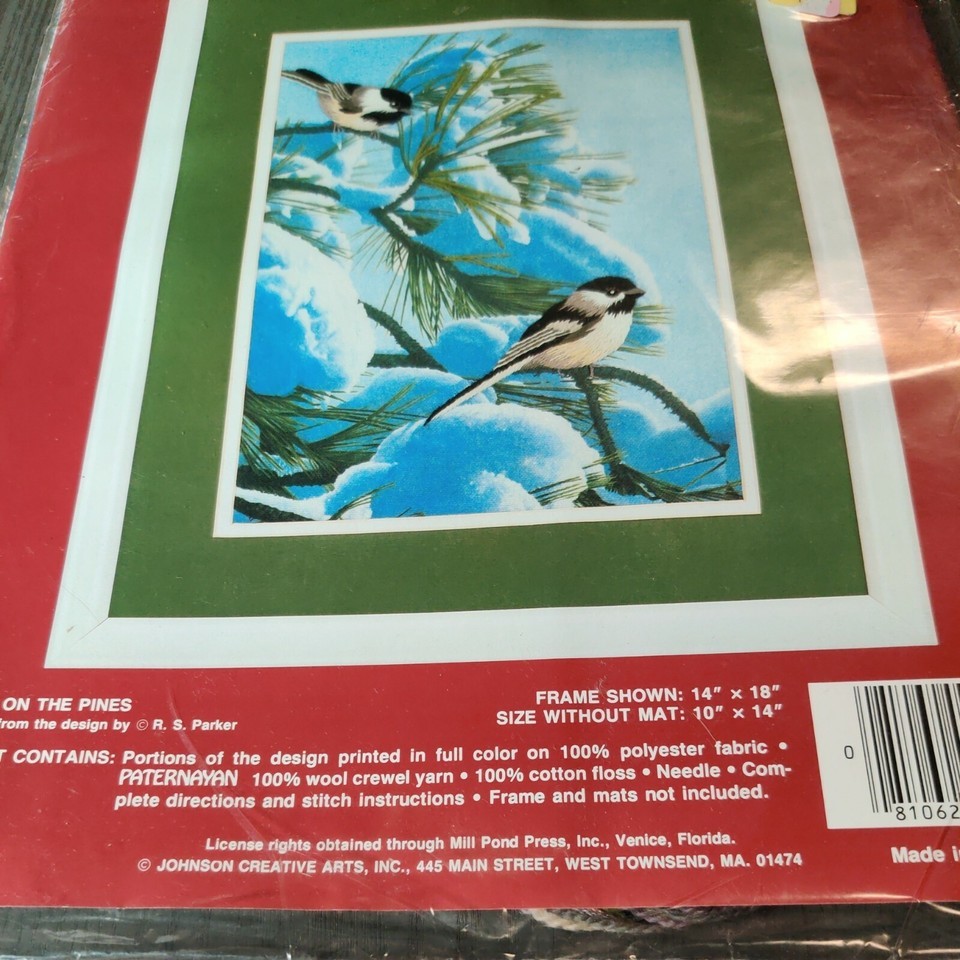 ON THE PINES
from the design by © R. S. Parker
FRAME SHOWN: 14" × 18"
SIZE WITHOUT MAT: 10" × 14"
T CONTAINS: Portions of the design printed in full color on 100% polyester fabric •
PATERNAYAN 100% wool crewel yarn • 100% cotton floss • Needle • Com-
plete directions and stitch instructions • Frame and mats not included.
License rights obtained through Mill Pond Press, Inc., Venice, Florida.
© JOHNSON CREATIVE ARTS, INC., 445 MAIN STREET, WEST TOWNSEND, MA. 01474
0
81062
Made in